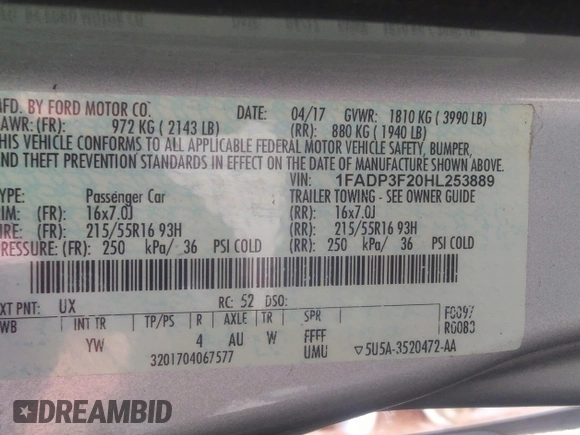 MFD. BY FORD MOTOR CO. DATE: 04/17 GVWR: 1810 KG ( 3990 LB)
GAWR: (FR): 972 KG ( 2143 LB) (RR): 880 KG ( 1940 LB)
THIS VEHICLE CONFORMS TO ALL APPLICABLE FEDERAL MOTOR VEHICLE SAFETY, BUMPER,
AND THEFT PREVENTION STANDARDS IN EFFECT ON THE DATE OF MANUFACTURE SHOWN ABOVE.
VIN: 1FADP3F20HL253889
TYPE: Passenger Car TRAILER TOWING - SEE OWNER GUIDE
RIM: (FR): 16x7.0J (RR): 16x7.0J
TIRE: (FR): 215/55R16 93H (RR): 215/55R16 93H
PRESSURE: (FR): 250 kPa/ 36 PSI COLD (RR): 250 kPa/ 36 PSI COLD
EXT PNT: UX RC: 52 DSO:
WB INT TR TP/PS R AXLE TR SPR F0097
YW 4 AU W FFFF R0080
3201704067577 UMU ▽5U5A-3520472-AA
DREAMBID